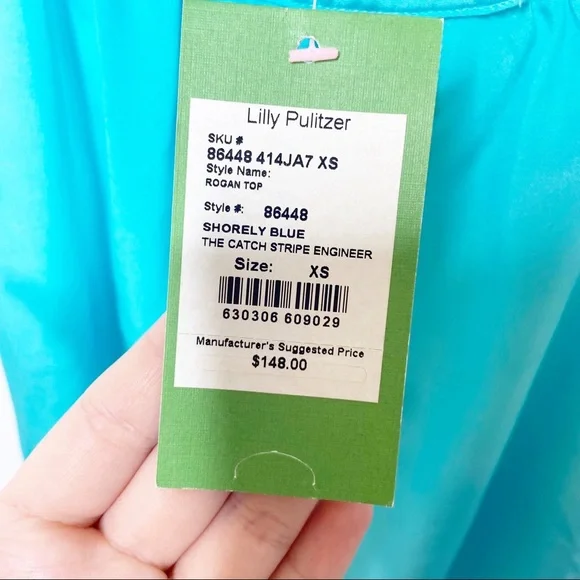 Lilly Pulitzer
SKU #
86448 414JA7 XS
Style Name:
ROGAN TOP
Style #: 86448
SHORELY BLUE
THE CATCH STRIPE ENGINEER
Size: XS
630306 609029
Manufacturer's Suggested Price
$148.00